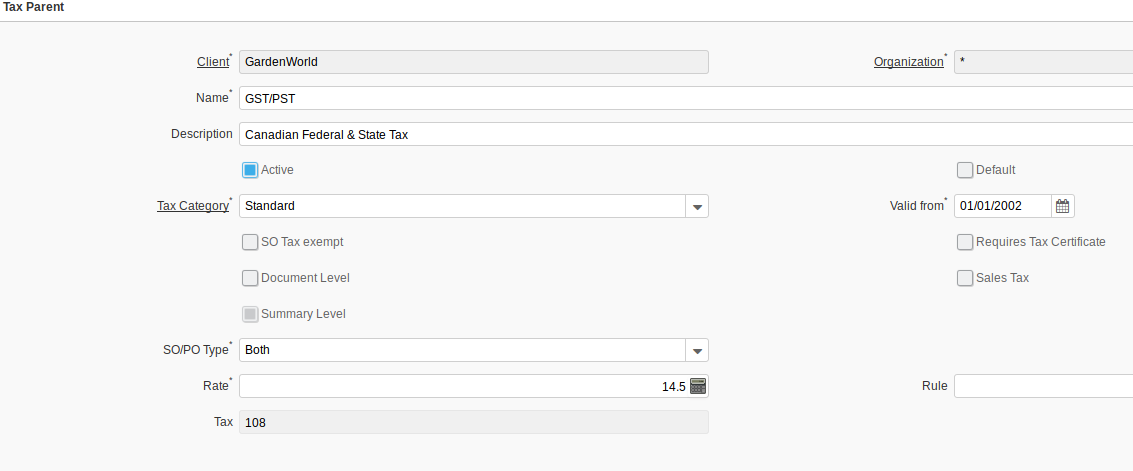 Tax Parent
Client* GardenWorld Organization* *
Name* GST/PST
Description Canadian Federal & State Tax
Active Default
Tax Category* Standard Valid from* 01/01/2002
SO Tax exempt Requires Tax Certificate
Document Level Sales Tax
Summary Level
SO/PO Type* Both
Rate* 14.5 Rule
Tax 108